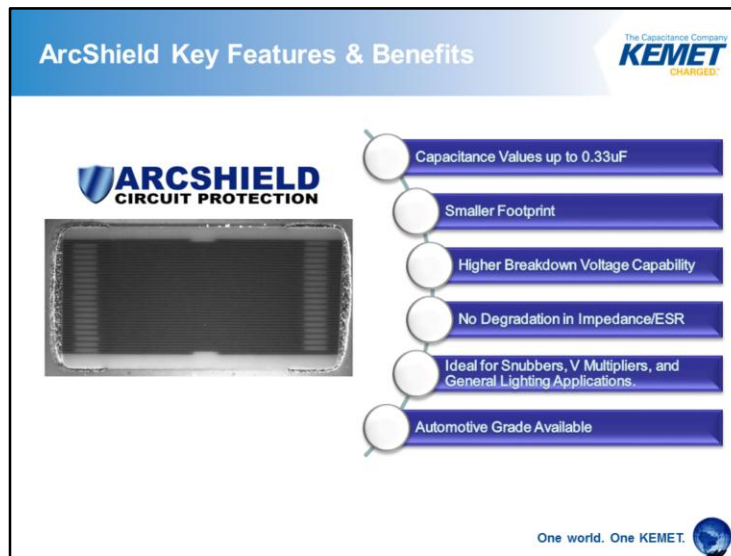 ArcShield Key Features & Benefits
The Capacitance Company
KEMET
CHARGED.™
ARCSHIELD
CIRCUIT PROTECTION
Capacitance Values up to 0.33uF
Smaller Footprint
Higher Breakdown Voltage Capability
No Degradation in Impedance/ESR
Ideal for Snubbers, V Multipliers, and
General Lighting Applications.
Automotive Grade Available
One world. One KEMET.